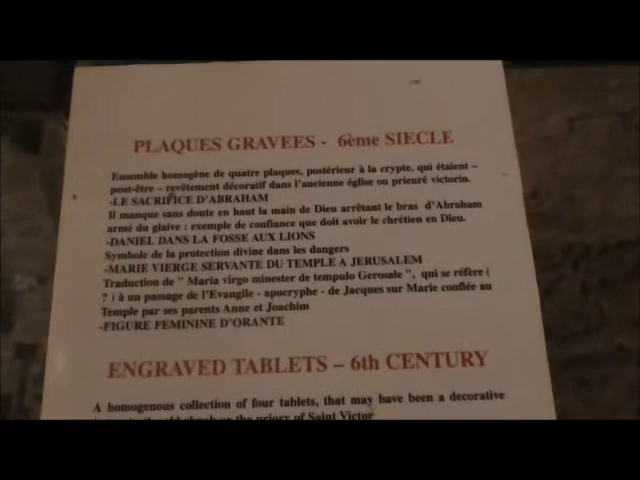 PLAQUES GRAVEES - 6ème SIECLE
Ensemble homogène de quatre plaques, postérieur à la crypte, qui étaient –
peut-être – revêtement décoratif dans l'ancienne église ou prieuré victorin.
-LE SACRIFICE D'ABRAHAM
Il manque sans doute en haut la main de Dieu arrêtant le bras d'Abraham
armé du glaive : exemple de confiance que doit avoir le chrétien en Dieu.
-DANIEL DANS LA FOSSE AUX LIONS
Symbole de la protection divine dans les dangers
-MARIE VIERGE SERVANTE DU TEMPLE A JERUSALEM
Traduction de " Maria virgo minester de tempulo Gerosale ", qui se réfère (
? ) à un passage de l'Evangile - apocryphe - de Jacques sur Marie confiée au
Temple par ses parents Anne et Joachim
-FIGURE FEMININE D'ORANTE
ENGRAVED TABLETS – 6th CENTURY
A homogenous collection of four tablets, that may have been a decorative
the priory of Saint Victor